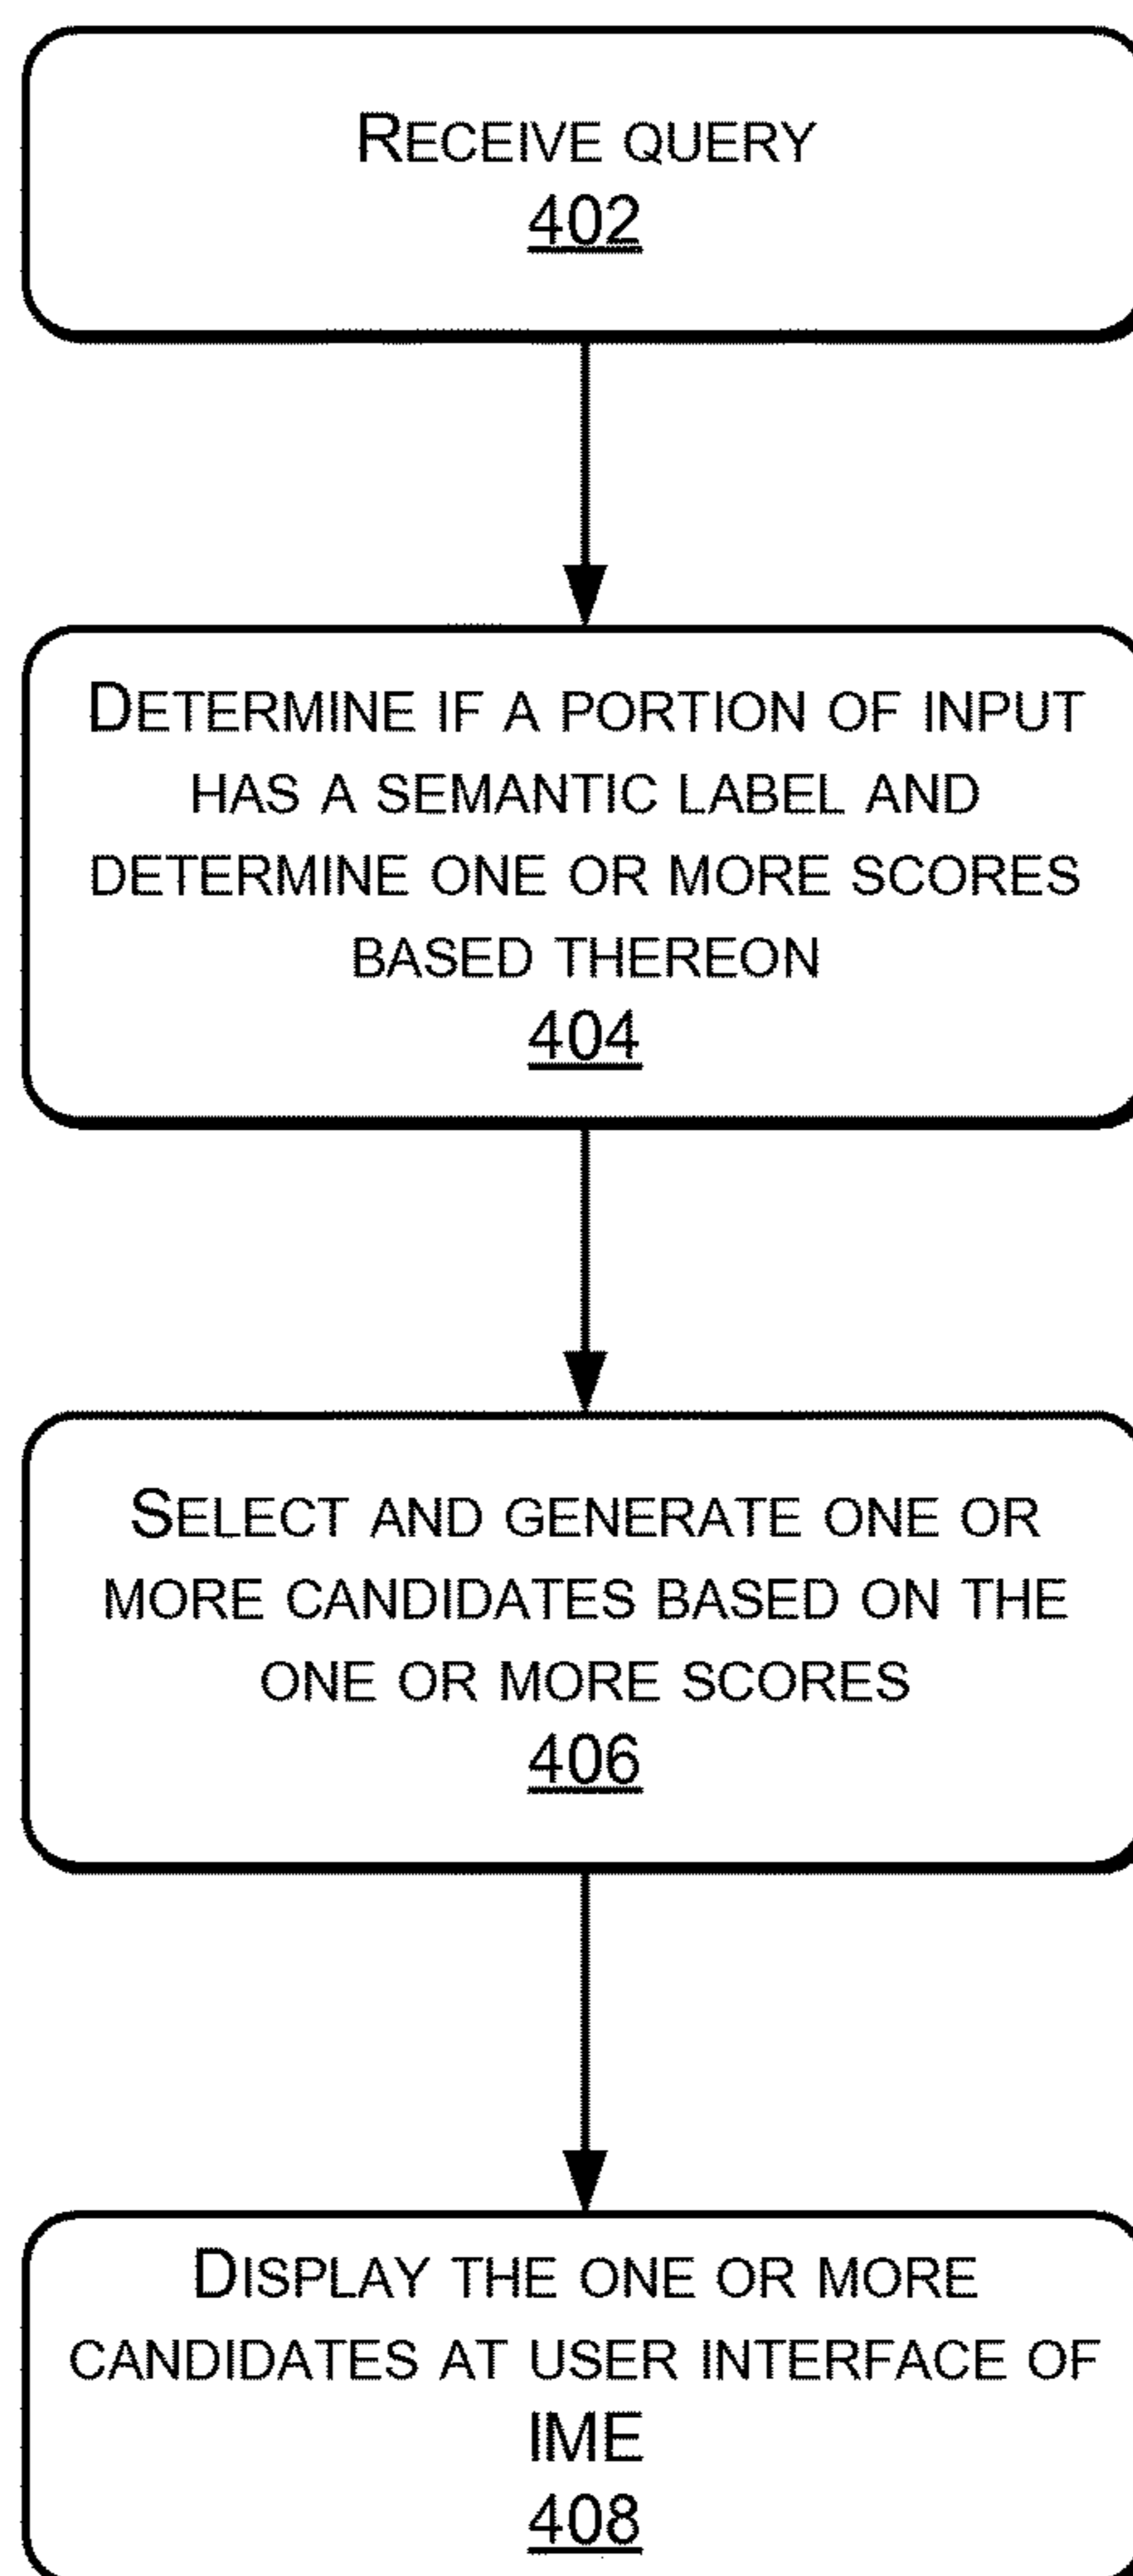 RECEIVE QUERY
402
DETERMINE IF A PORTION OF INPUT
HAS A SEMANTIC LABEL AND
DETERMINE ONE OR MORE SCORES
BASED THEREON
404
SELECT AND GENERATE ONE OR
MORE CANDIDATES BASED ON THE
ONE OR MORE SCORES
406
DISPLAY THE ONE OR MORE
CANDIDATES AT USER INTERFACE OF
IME
408